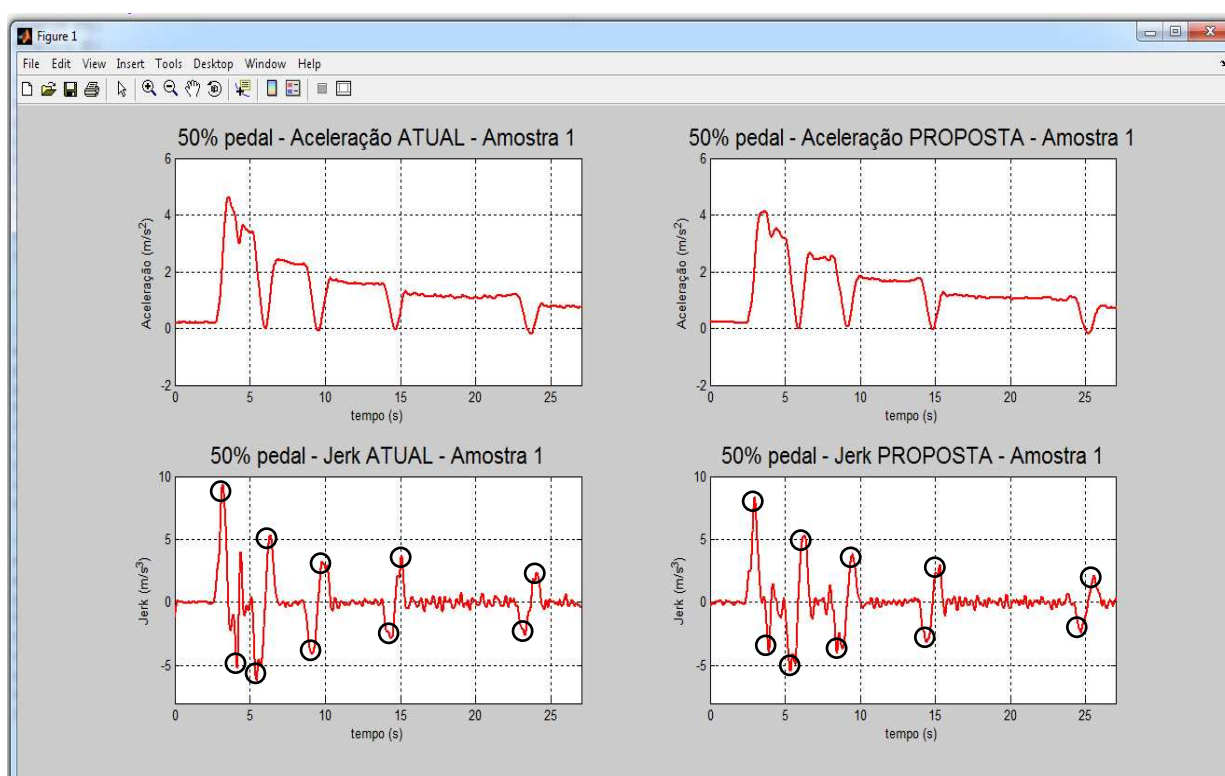 Figure 1
File Edit View Insert Tools Desktop Window Help
50% pedal - Aceleração ATUAL - Amostra 1
6
4
2
0
-2
Aceleração (m/s²)
0 5 10 15 20 25
tempo (s)
50% pedal - Aceleração PROPOSTA - Amostra 1
6
4
2
0
-2
Aceleração (m/s²)
0 5 10 15 20 25
tempo (s)
50% pedal - Jerk ATUAL - Amostra 1
10
5
0
-5
Jerk (m/s³)
0 5 10 15 20 25
tempo (s)
50% pedal - Jerk PROPOSTA - Amostra 1
10
5
0
-5
Jerk (m/s³)
0 5 10 15 20 25
tempo (s)